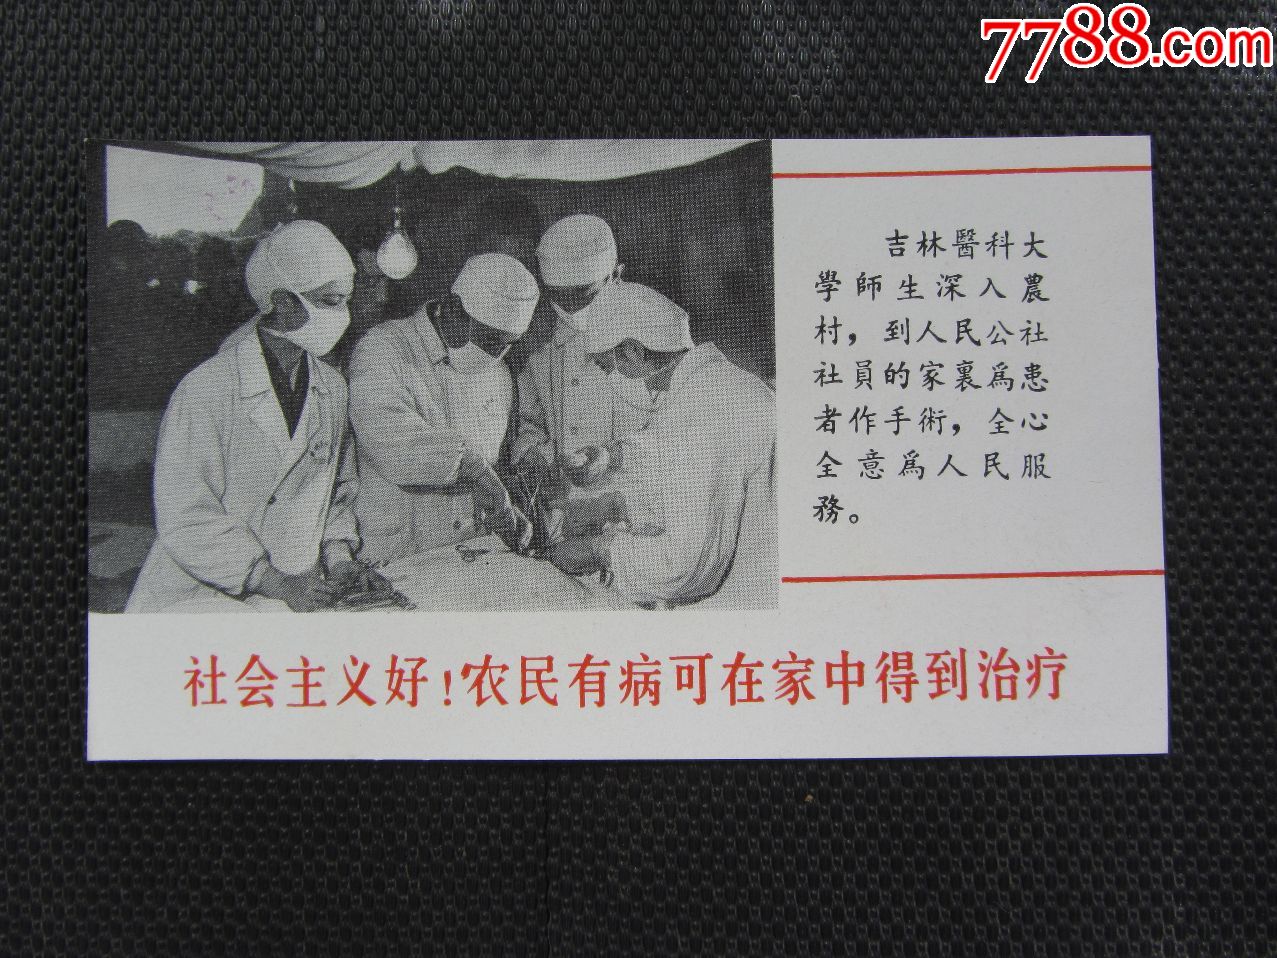 7788.com
吉林醫科大
學師生深入農
村，到人民公社
社員的家裏爲患
者作手術，全心
全意爲人民服
務。
社会主义好！农民有病可在家中得到治疗